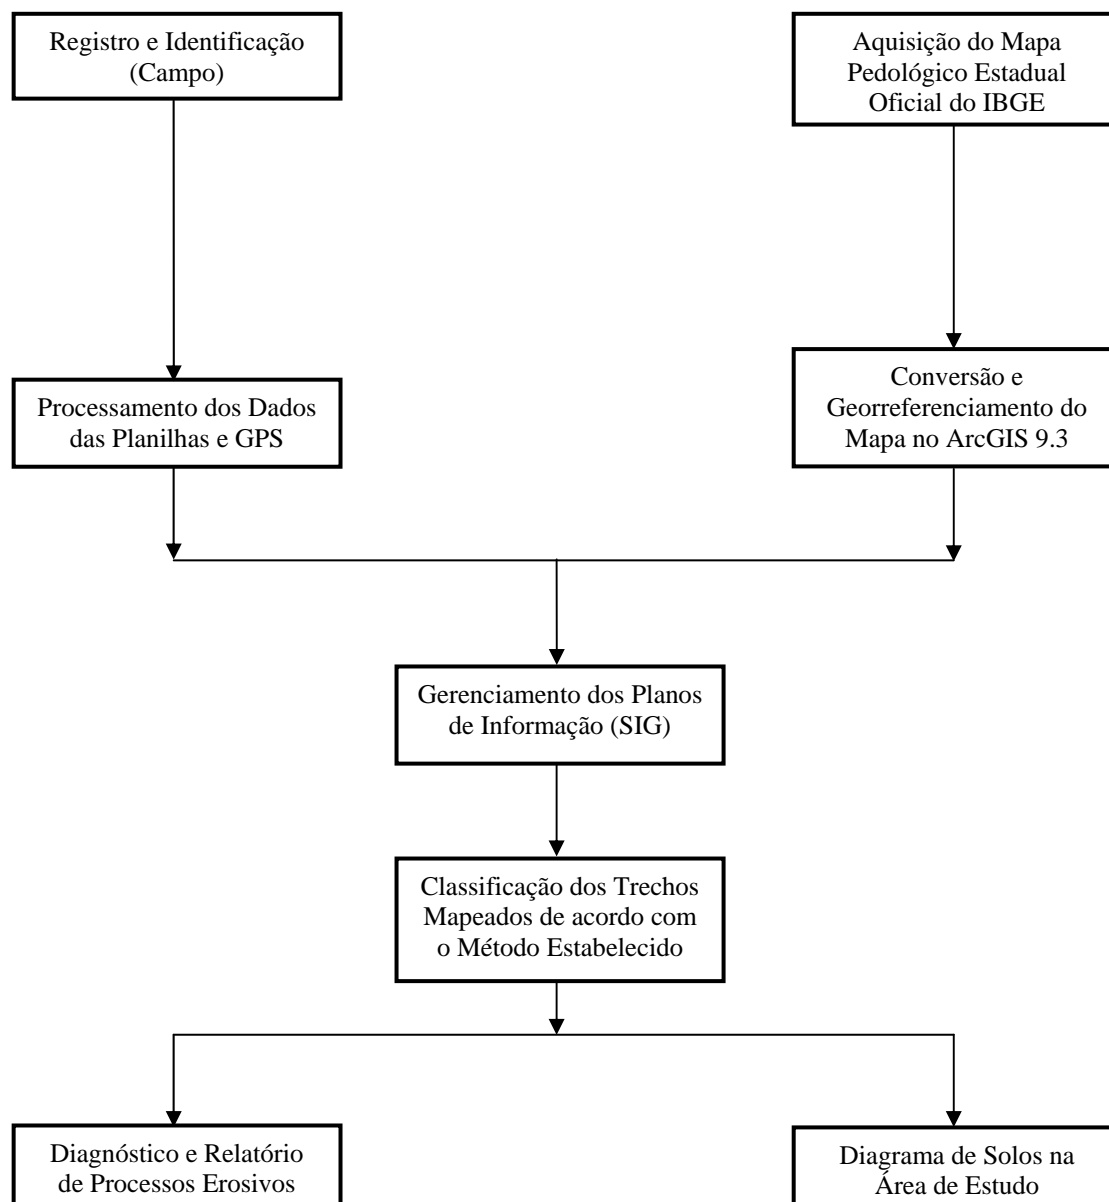 Registro e Identificação
(Campo)
Aquisição do Mapa
Pedológico Estadual
Oficial do IBGE
Processamento dos Dados
das Planilhas e GPS
Conversão e
Georreferenciamento do
Mapa no ArcGIS 9.3
Gerenciamento dos Planos
de Informação (SIG)
Classificação dos Trechos
Mapeados de acordo com
o Método Estabelecido
Diagnóstico e Relatório
de Processos Erosivos
Diagrama de Solos na
Área de Estudo